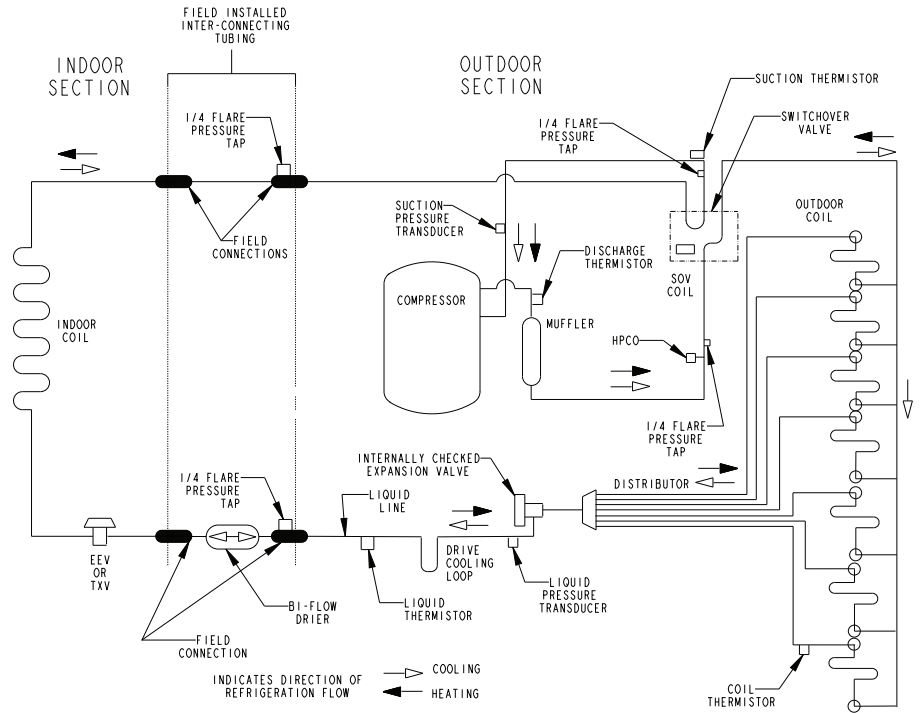 FIELD INSTALLED
INTER-CONNECTING
TUBING
INDOOR
SECTION
OUTDOOR
SECTION
SUCTION THERMISTOR
1/4 FLARE
PRESSURE
TAP
1/4 FLARE
PRESSURE
TAP
SWITCHOVER
VALVE
SUCTION
PRESSURE
TRANSDUCER
OUTDOOR
COIL
FIELD
CONNECTIONS
DISCHARGE
THERMISTOR
SOV
COIL
COMPRESSOR
INDOOR
COIL
MUFFLER
HPCO
1/4 FLARE
PRESSURE
TAP
INTERNALLY CHECKED
EXPANSION VALVE
1/4 FLARE
PRESSURE
TAP
LIQUID
LINE
DISTRIBUTOR
EEV
OR
TXV
DRIVE
COOLING
LOOP
BI-FLOW
DRIER
LIQUID
THERMISTOR
LIQUID
PRESSURE
TRANSDUCER
FIELD
CONNECTION
INDICATES DIRECTION OF
REFRIGERATION FLOW
COOLING
HEATING
COIL
THERMISTOR